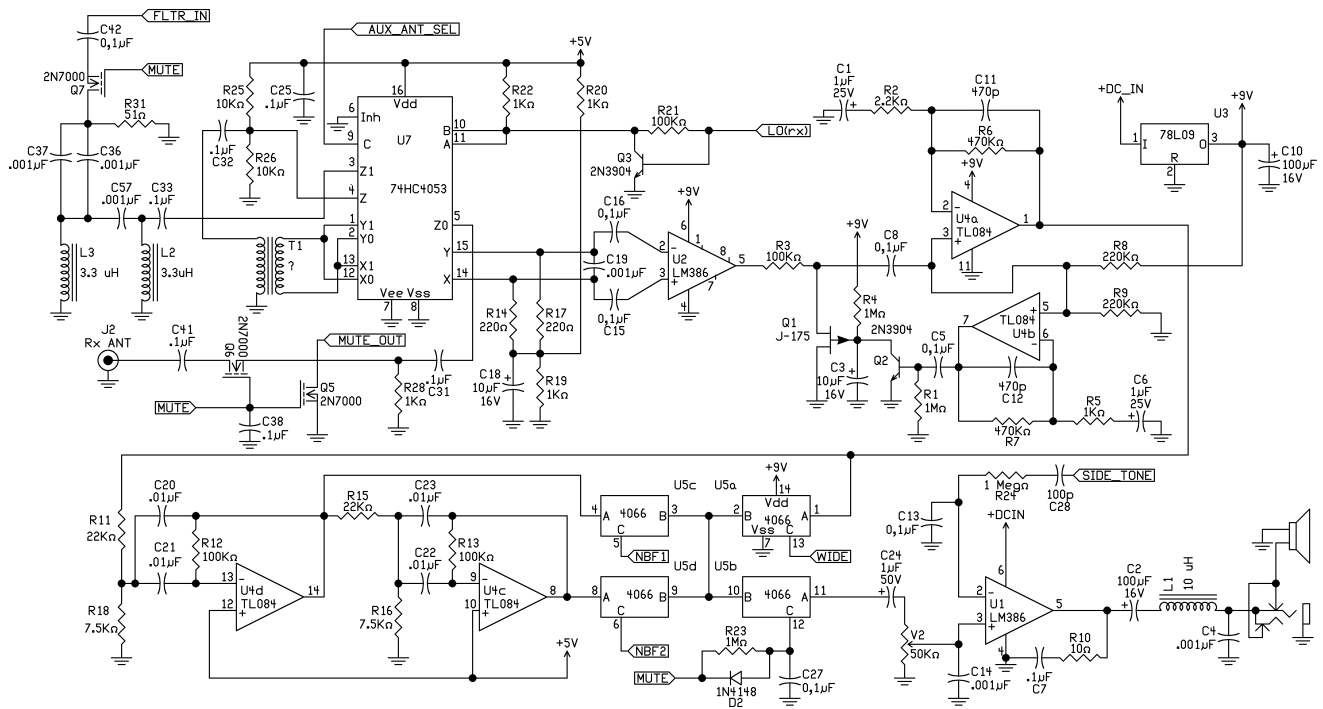 FLTR_IN
C42
0,1µF
2N7000
Q7
MUTE
R31
51Ω
C37
.001µF
C36
.001µF
C57
.001µF
C33
.1µF
L3
3.3 uH
L2
3.3uH
AUX_ANT_SEL
R25
10KΩ
C25
.1µF
.1µF
C32
R26
10KΩ
T1
?
16
Vdd
6
Inh
U7
9
C
B
10
A
11
3
Z1
74HC4053
4
Z
Z0
5
1
Y1
2
Y0
Y
15
13
X1
12
X0
X
14
Vee
Vss
7
8
+5V
R22
1KΩ
R20
1KΩ
R21
100KΩ
LO(rx)
Q3
2N3904
C16
0,1µF
C19
.001µF
0,1µF
C15
+9V
6
1
8
2
U2
LM386
3
5
7
4
R14
220Ω
R17
220Ω
C18
10µF
16V
R19
1KΩ
J2
Rx ANT
C41
.1µF
2N7000
Q6
MUTE
C38
.1µF
MUTE_OUT
Q5
2N7000
R28
1KΩ
.1µF
C31
R3
100KΩ
C8
0,1µF
+9V
R4
1MΩ
2N3904
Q1
J-175
C3
10µF
16V
Q2
R1
1MΩ
C5
0,1µF
C1
1µF
25V
R2
2.2KΩ
C11
470p
R6
470KΩ
+9V
4
2
3
U4a
TL084
1
11
R8
220KΩ
R9
220KΩ
7
TL084
U4b
5
6
470p
C12
470KΩ
R7
R5
1KΩ
C6
1µF
25V
+DC_IN
U3
1
I
78L09
O
3
R
2
+9V
C10
100µF
16V
R11
22KΩ
R18
7.5KΩ
C20
.01µF
C21
.01µF
R12
100KΩ
13
12
U4d
TL084
14
R15
22KΩ
C23
.01µF
C22
.01µF
R13
100KΩ
R16
7.5KΩ
9
10
U4c
TL084
8
+5V
U5c
4
A
4066
B
3
C
5
NBF1
U5d
8
A
4066
B
9
C
6
NBF2
U5a
+9V
14
Vdd
2
B
4066
A
1
Vss
C
7
13
WIDE
U5b
10
B
4066
A
11
C
12
R23
1MΩ
MUTE
1N4148
D2
C27
0,1µF
C24
1µF
50V
V2
50KΩ
C14
.001µF
C13
0,1µF
1 MegΩ
R24
100p
C28
SIDE_TONE
+DCIN
6
2
U1
LM386
3
5
4
.1µF
C7
R10
10Ω
C2
100µF
16V
L1
10 uH
C4
.001µF